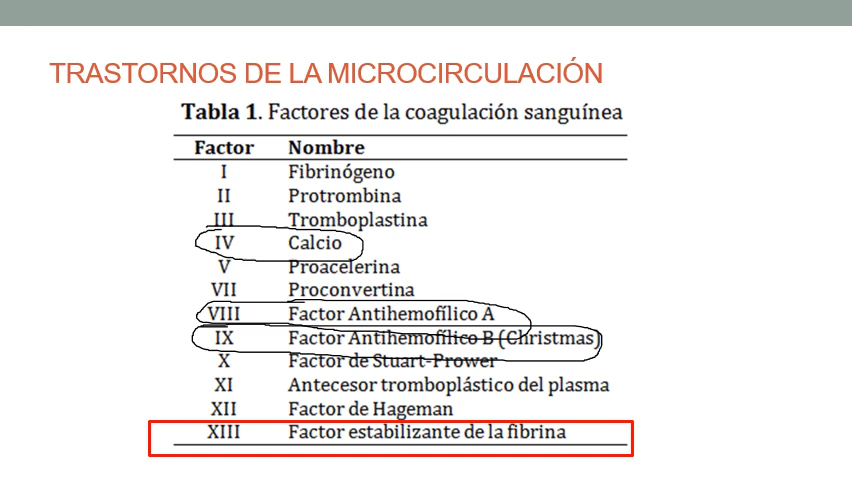 TRASTORNOS DE LA MICROCIRCULACIÓN
Tabla 1. Factores de la coagulación sanguínea
Factor Nombre
I Fibrinógeno
II Protrombina
III Tromboplastina
IV Calcio
V Proacelerina
VII Proconvertina
VIII Factor Antihemofílico A
IX Factor Antihemofílico B (Christmas)
X Factor de Stuart-Prower
XI Antecesor tromboplástico del plasma
XII Factor de Hageman
XIII Factor estabilizante de la fibrina